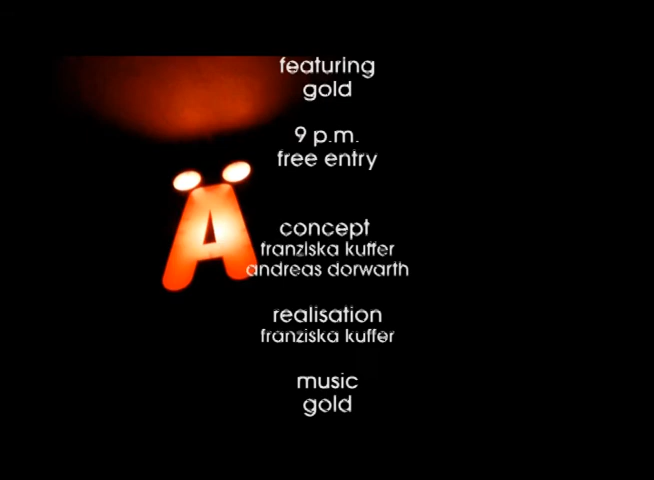 featuring
gold
9 p.m.
free entry
Ä
concept
franziska kuffer
andreas dorwarth
realisation
franziska kuffer
music
gold